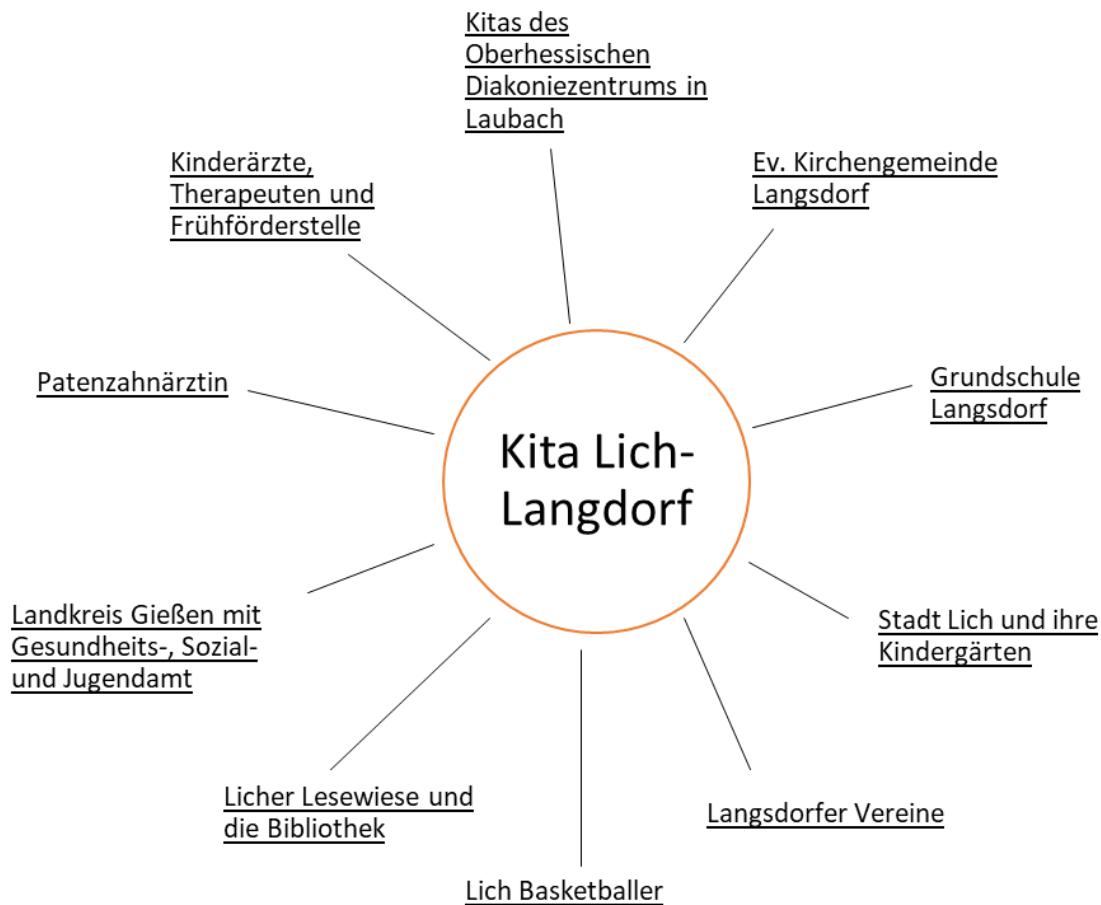 Kitas des
Oberhessischen
Diakoniezentrums in
Laubach
Kinderärzte,
Therapeuten und
Frühförderstelle
Ev. Kirchengemeinde
Langsdorf
Patenzahnärztin
Grundschule
Langsdorf
Kita Lich-
Langdorf
Landkreis Gießen mit
Gesundheits-, Sozial-
und Jugendamt
Stadt Lich und ihre
Kindergärten
Licher Lesewiese und
die Bibliothek
Langsdorfer Vereine
Lich Basketballer